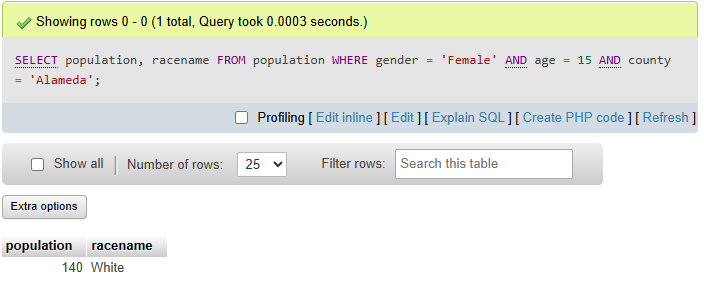 Showing rows 0 - 0 (1 total, Query took 0.0003 seconds.)
SELECT population, racename FROM population WHERE gender = 'Female' AND age = 15 AND county
= 'Alameda';
Profiling [ Edit inline ] [ Edit ] [ Explain SQL ] [ Create PHP code ] [ Refresh ]
Show all Number of rows: 25 Filter rows: Search this table
Extra options
population racename
140 White